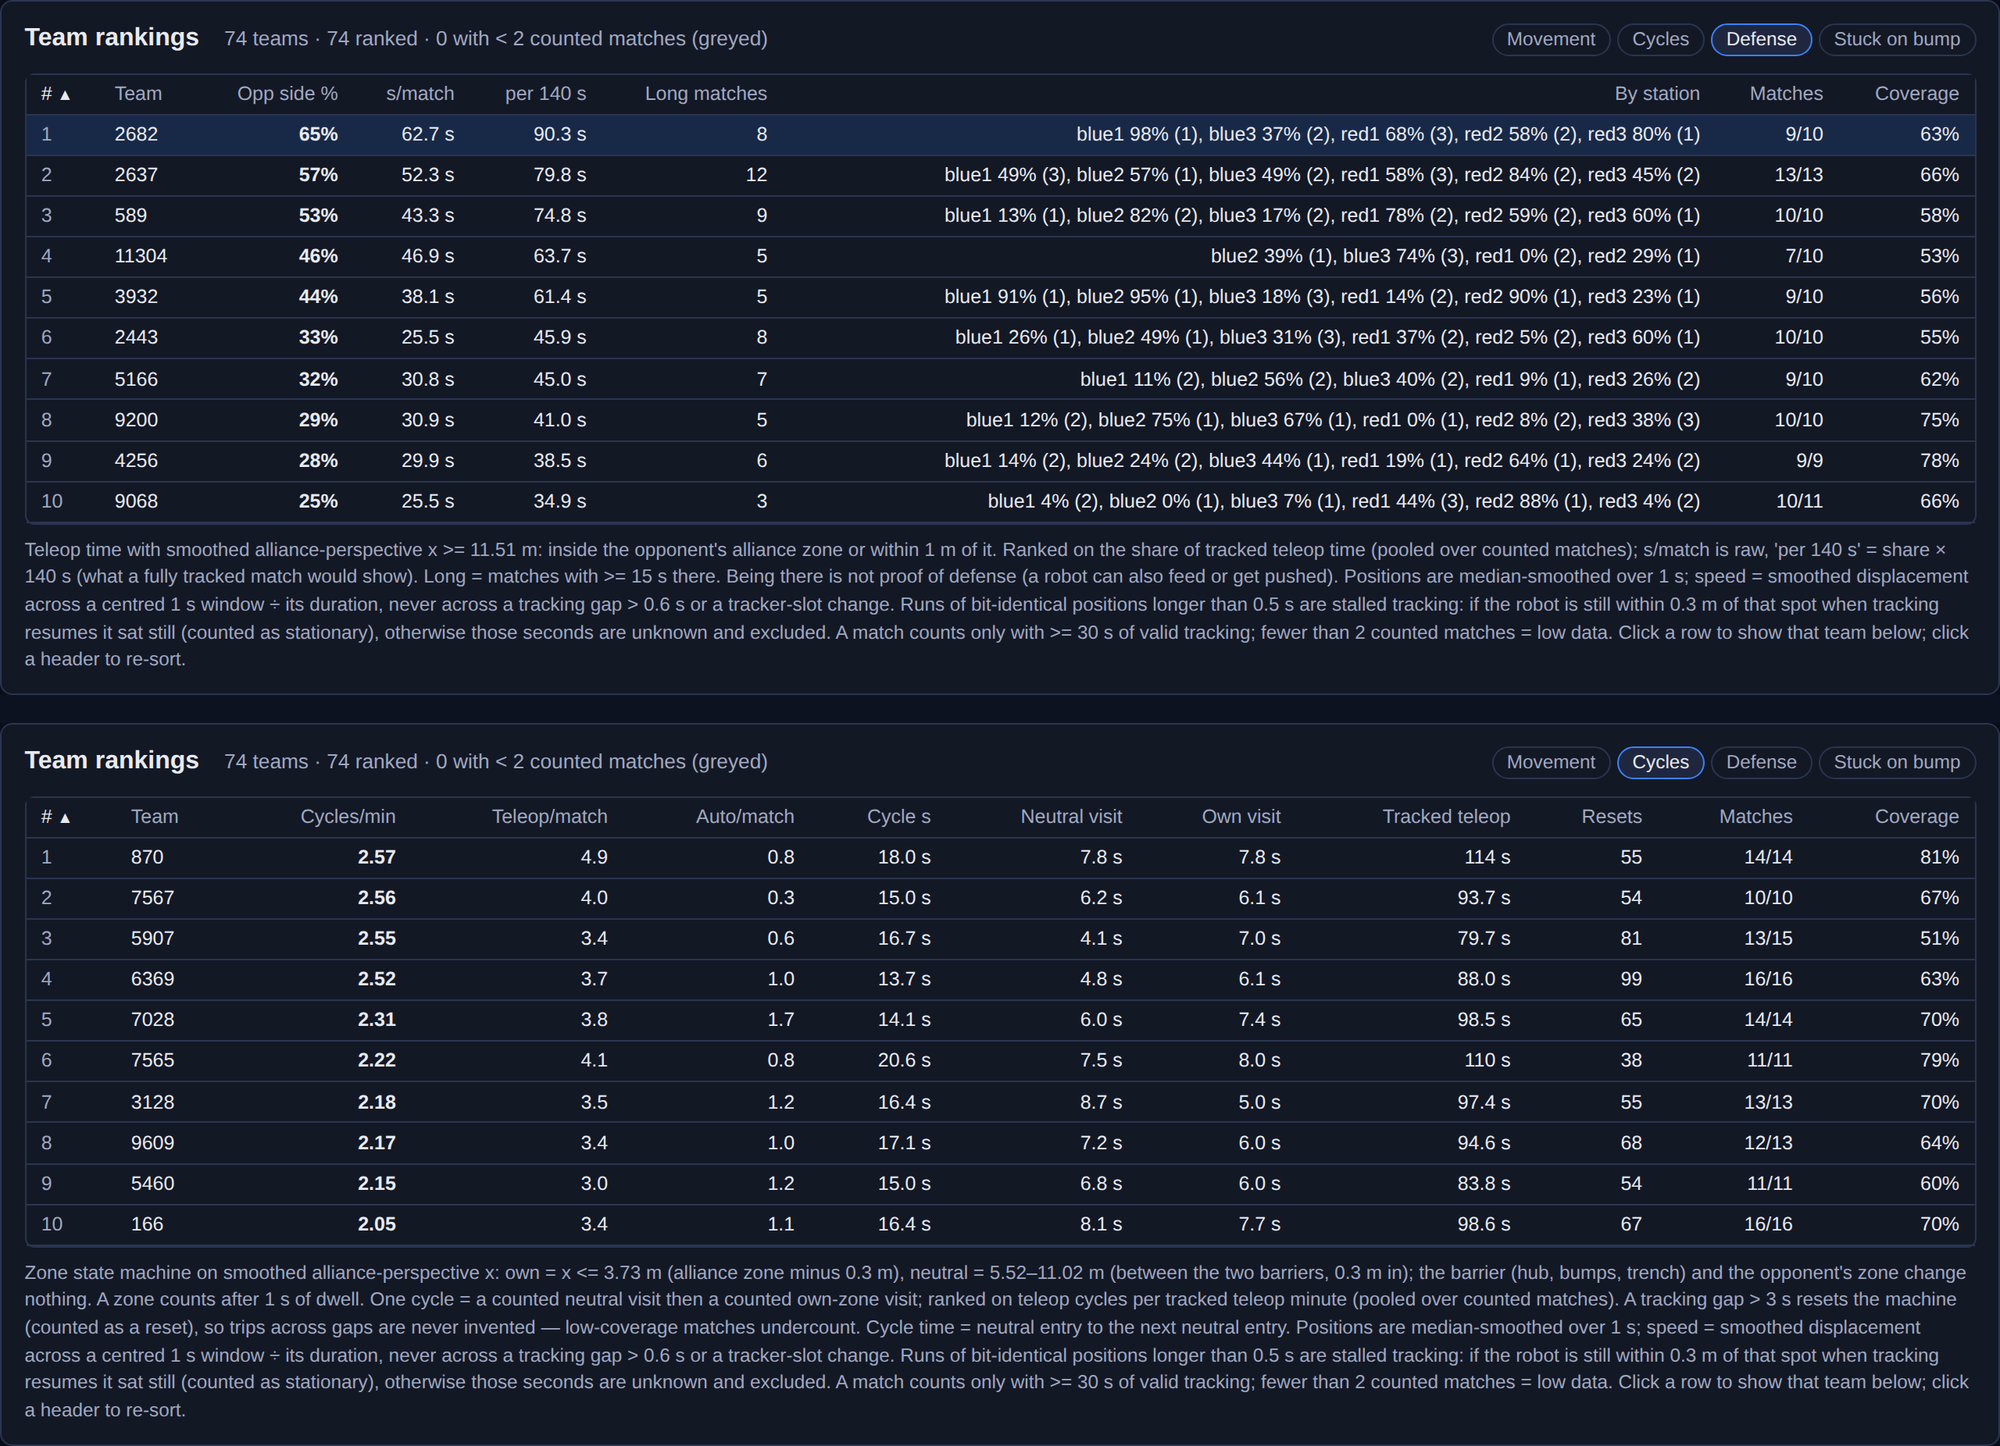 Team rankings 74 teams · 74 ranked · 0 with < 2 counted matches (greyed) Movement Cycles Defense Stuck on bump
# ▲ Team Opp side % s/match per 140 s Long matches By station Matches Coverage
1 2682 65% 62.7 s 90.3 s 8 blue1 98% (1), blue3 37% (2), red1 68% (3), red2 58% (2), red3 80% (1) 9/10 63%
2 2637 57% 52.3 s 79.8 s 12 blue1 49% (3), blue2 57% (1), blue3 49% (2), red1 58% (3), red2 84% (2), red3 45% (2) 13/13 66%
3 589 53% 43.3 s 74.8 s 9 blue1 13% (1), blue2 82% (2), blue3 17% (2), red1 78% (2), red2 59% (2), red3 60% (1) 10/10 58%
4 11304 46% 46.9 s 63.7 s 5 blue2 39% (1), blue3 74% (3), red1 0% (2), red2 29% (1) 7/10 53%
5 3932 44% 38.1 s 61.4 s 5 blue1 91% (1), blue2 95% (1), blue3 18% (3), red1 14% (2), red2 90% (1), red3 23% (1) 9/10 56%
6 2443 33% 25.5 s 45.9 s 8 blue1 26% (1), blue2 49% (1), blue3 31% (3), red1 37% (2), red2 5% (2), red3 60% (1) 10/10 55%
7 5166 32% 30.8 s 45.0 s 7 blue1 11% (2), blue2 56% (2), blue3 40% (2), red1 9% (1), red3 26% (2) 9/10 62%
8 9200 29% 30.9 s 41.0 s 5 blue1 12% (2), blue2 75% (1), blue3 67% (1), red1 0% (1), red2 8% (2), red3 38% (3) 10/10 75%
9 4256 28% 29.9 s 38.5 s 6 blue1 14% (2), blue2 24% (2), blue3 44% (1), red1 19% (1), red2 64% (1), red3 24% (2) 9/9 78%
10 9068 25% 25.5 s 34.9 s 3 blue1 4% (2), blue2 0% (1), blue3 7% (1), red1 44% (3), red2 88% (1), red3 4% (2) 10/11 66%
Teleop time with smoothed alliance-perspective x >= 11.51 m: inside the opponent's alliance zone or within 1 m of it. Ranked on the share of tracked teleop time (pooled over counted matches); s/match is raw, 'per 140 s' = share ×
140 s (what a fully tracked match would show). Long = matches with >= 15 s there. Being there is not proof of defense (a robot can also feed or get pushed). Positions are median-smoothed over 1 s; speed = smoothed displacement
across a centred 1 s window ÷ its duration, never across a tracking gap > 0.6 s or a tracker-slot change. Runs of bit-identical positions longer than 0.5 s are stalled tracking: if the robot is still within 0.3 m of that spot when tracking
resumes it sat still (counted as stationary), otherwise those seconds are unknown and excluded. A match counts only with >= 30 s of valid tracking; fewer than 2 counted matches = low data. Click a row to show that team below; click
a header to re-sort.
Team rankings 74 teams · 74 ranked · 0 with < 2 counted matches (greyed) Movement Cycles Defense Stuck on bump
# ▲ Team Cycles/min Teleop/match Auto/match Cycle s Neutral visit Own visit Tracked teleop Resets Matches Coverage
1 870 2.57 4.9 0.8 18.0 s 7.8 s 7.8 s 114 s 55 14/14 81%
2 7567 2.56 4.0 0.3 15.0 s 6.2 s 6.1 s 93.7 s 54 10/10 67%
3 5907 2.55 3.4 0.6 16.7 s 4.1 s 7.0 s 79.7 s 81 13/15 51%
4 6369 2.52 3.7 1.0 13.7 s 4.8 s 6.1 s 88.0 s 99 16/16 63%
5 7028 2.31 3.8 1.7 14.1 s 6.0 s 7.4 s 98.5 s 65 14/14 70%
6 7565 2.22 4.1 0.8 20.6 s 7.5 s 8.0 s 110 s 38 11/11 79%
7 3128 2.18 3.5 1.2 16.4 s 8.7 s 5.0 s 97.4 s 55 13/13 70%
8 9609 2.17 3.4 1.0 17.1 s 7.2 s 6.0 s 94.6 s 68 12/13 64%
9 5460 2.15 3.0 1.2 15.0 s 6.8 s 6.0 s 83.8 s 54 11/11 60%
10 166 2.05 3.4 1.1 16.4 s 8.1 s 7.7 s 98.6 s 67 16/16 70%
Zone state machine on smoothed alliance-perspective x: own = x <= 3.73 m (alliance zone minus 0.3 m), neutral = 5.52–11.02 m (between the two barriers, 0.3 m in); the barrier (hub, bumps, trench) and the opponent's zone change
nothing. A zone counts after 1 s of dwell. One cycle = a counted neutral visit then a counted own-zone visit; ranked on teleop cycles per tracked teleop minute (pooled over counted matches). A tracking gap > 3 s resets the machine
(counted as a reset), so trips across gaps are never invented — low-coverage matches undercount. Cycle time = neutral entry to the next neutral entry. Positions are median-smoothed over 1 s; speed = smoothed displacement
across a centred 1 s window ÷ its duration, never across a tracking gap > 0.6 s or a tracker-slot change. Runs of bit-identical positions longer than 0.5 s are stalled tracking: if the robot is still within 0.3 m of that spot when tracking
resumes it sat still (counted as stationary), otherwise those seconds are unknown and excluded. A match counts only with >= 30 s of valid tracking; fewer than 2 counted matches = low data. Click a row to show that team below; click
a header to re-sort.